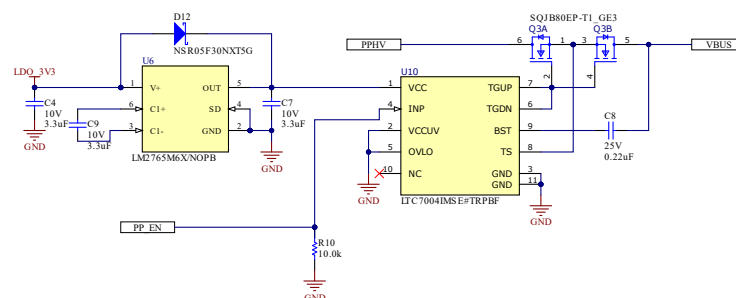 D12
NSR05F30NXT5G
SQJB80EP-T1_GE3
Q3A
Q3B
PPHV
6
1
3
5
VBUS
2
4
LDO_3V3
U6
1
V+
OUT
5
6
C1+
SD
4
3
C1-
GND
2
LM2765M6X/NOPB
C4
10V
3.3uF
GND
C9
10V
3.3uF
C7
10V
3.3uF
GND
U10
1
VCC
TGUP
7
4
INP
TGDN
6
2
VCCUV
BST
9
5
OVLO
TS
8
10
NC
GND
3
GND
11
LTC7004IMSE#TRPBF
C8
25V
0.22uF
GND
GND
PP_EN
R10
10.0k
GND